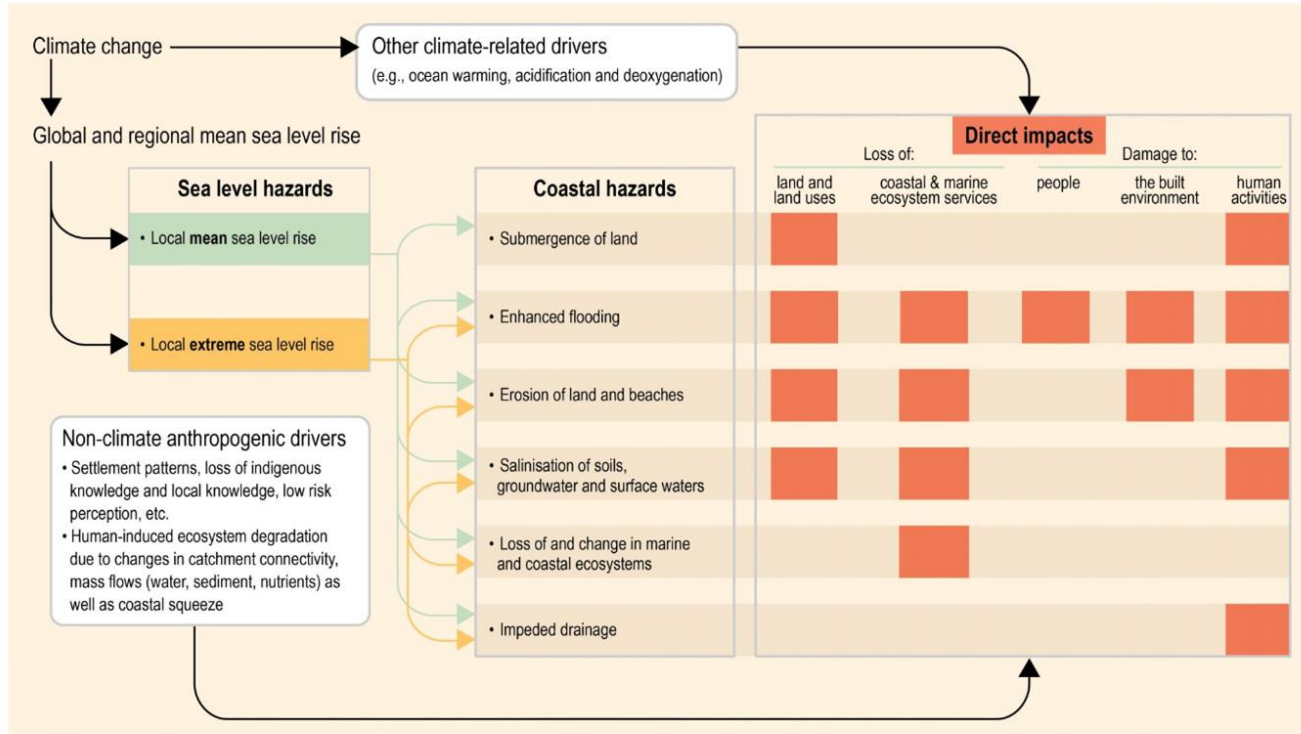 Climate change
Other climate-related drivers
(e.g., ocean warming, acidification and deoxygenation)
Global and regional mean sea level rise
Direct impacts
Loss of:
Damage to:
land and
land uses
coastal & marine
ecosystem services
people
the built
environment
human
activities
Sea level hazards
• Local mean sea level rise
• Local extreme sea level rise
Coastal hazards
• Submergence of land
• Enhanced flooding
• Erosion of land and beaches
• Salinisation of soils,
groundwater and surface waters
• Loss of and change in marine
and coastal ecosystems
• Impeded drainage
Non-climate anthropogenic drivers
• Settlement patterns, loss of indigenous
knowledge and local knowledge, low risk
perception, etc.
• Human-induced ecosystem degradation
due to changes in catchment connectivity,
mass flows (water, sediment, nutrients) as
well as coastal squeeze